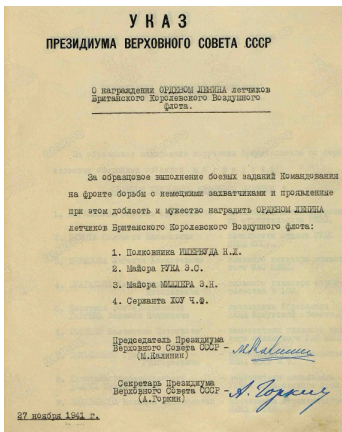 УКАЗ
ПРЕЗИДИУМА ВЕРХОВНОГО СОВЕТА СССР
О награждении ОРДЕНОМ ЛЕНИНА летчиков
Британского Королевского Воздушного
флота.
За образцовое выполнение боевых заданий Командования
на фронте борьбы с немецкими захватчиками и проявленные
при этом доблесть и мужество наградить ОРДЕНОМ ЛЕНИНА
летчиков Британского Королевского Воздушного флота:
1. Полковника ИШЕРВУДА Н.Л.
2. Майора РУКА Э.С.
3. Майора МИЛЛЕРА Э.Н.
4. Сержанта ХОУ Ч.Ф.
Председатель Президиума
Верховного Совета СССР -
(М.Калинин)
М.Калинин
Секретарь Президиума
Верховного Совета СССР -
(А.Горкин)
А.Горкин
27 ноября 1941 г.